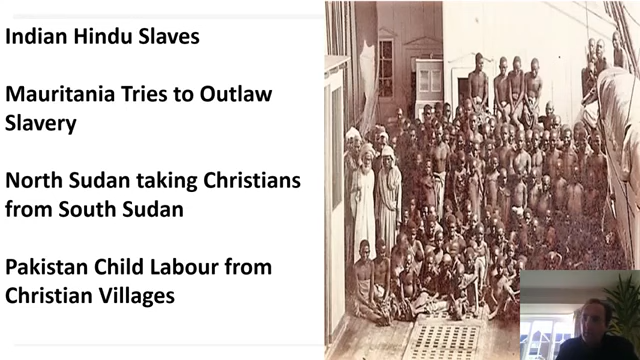 Indian Hindu Slaves
Mauritania Tries to Outlaw
Slavery
North Sudan taking Christians
from South Sudan
Pakistan Child Labour from
Christian Villages